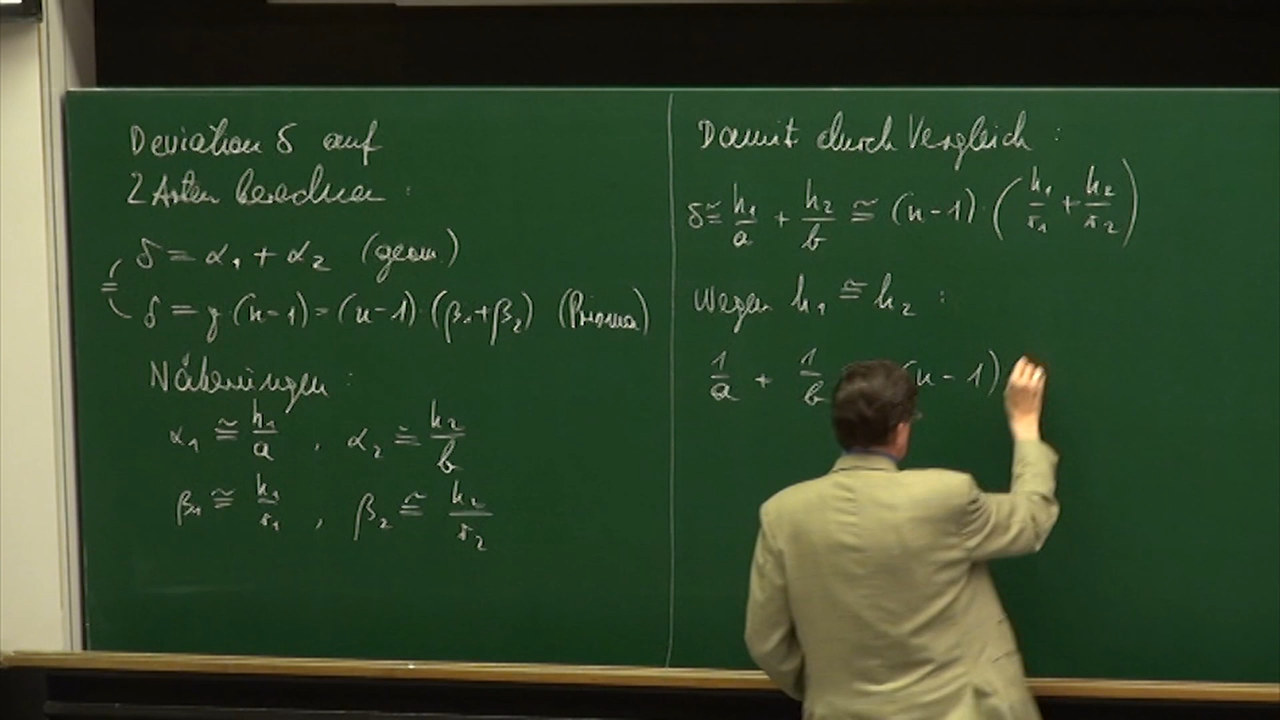 Deviation δ auf
2 Arten berechnen :
δ = α₁ + α₂ (geom.)
=
δ = γ·(n-1) = (n-1)·(β₁+β₂) (Prisma)
Näherungen :
α₁ ≅ h₁/a , α₂ ≅ h₂/b
β₁ ≅ h₁/r₁ , β₂ ≅ h₂/r₂
Damit durch Vergleich :
δ ≅ h₁/a + h₂/b ≅ (n-1)·(h₁/r₁ + h₂/r₂)
Wegen h₁ ≅ h₂ :
1/a + 1/b (n-1)